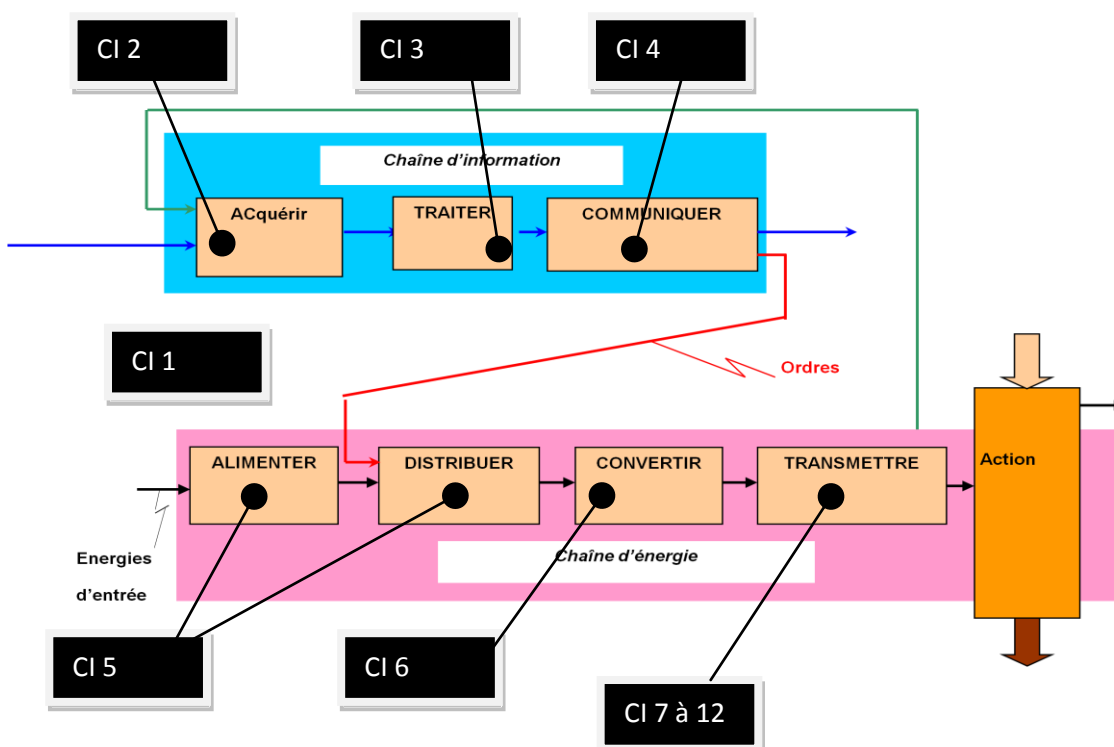 CI 2
CI 3
CI 4
Chaîne d'information
ACquérir
TRAITER
COMMUNIQUER
CI 1
Ordres
ALIMENTER
DISTRIBUER
CONVERTIR
TRANSMETTRE
Action
Energies
d'entrée
Chaîne d'énergie
CI 5
CI 6
CI 7 à 12